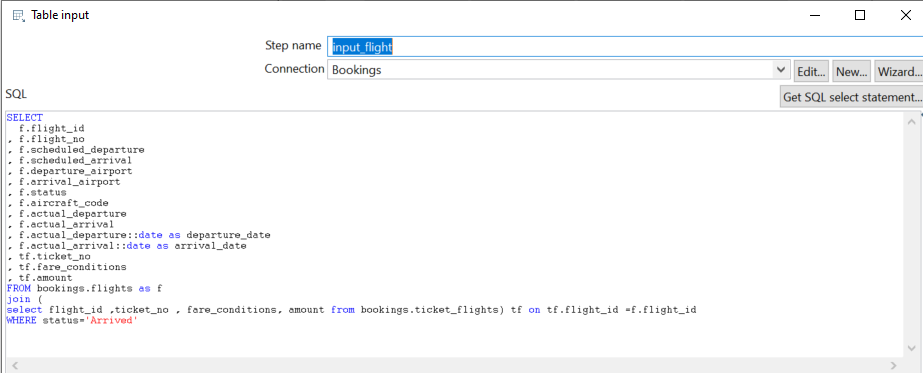 Table input
Step name input_flight
Connection Bookings Edit... New... Wizard...
SQL Get SQL select statement...
SELECT
  f.flight_id
, f.flight_no
, f.scheduled_departure
, f.scheduled_arrival
, f.departure_airport
, f.arrival_airport
, f.status
, f.aircraft_code
, f.actual_departure
, f.actual_arrival
, f.actual_departure::date as departure_date
, f.actual_arrival::date as arrival_date
, tf.ticket_no
, tf.fare_conditions
, tf.amount
FROM bookings.flights as f
join (
select flight_id ,ticket_no , fare_conditions, amount from bookings.ticket_flights) tf on tf.flight_id =f.flight_id
WHERE status='Arrived'